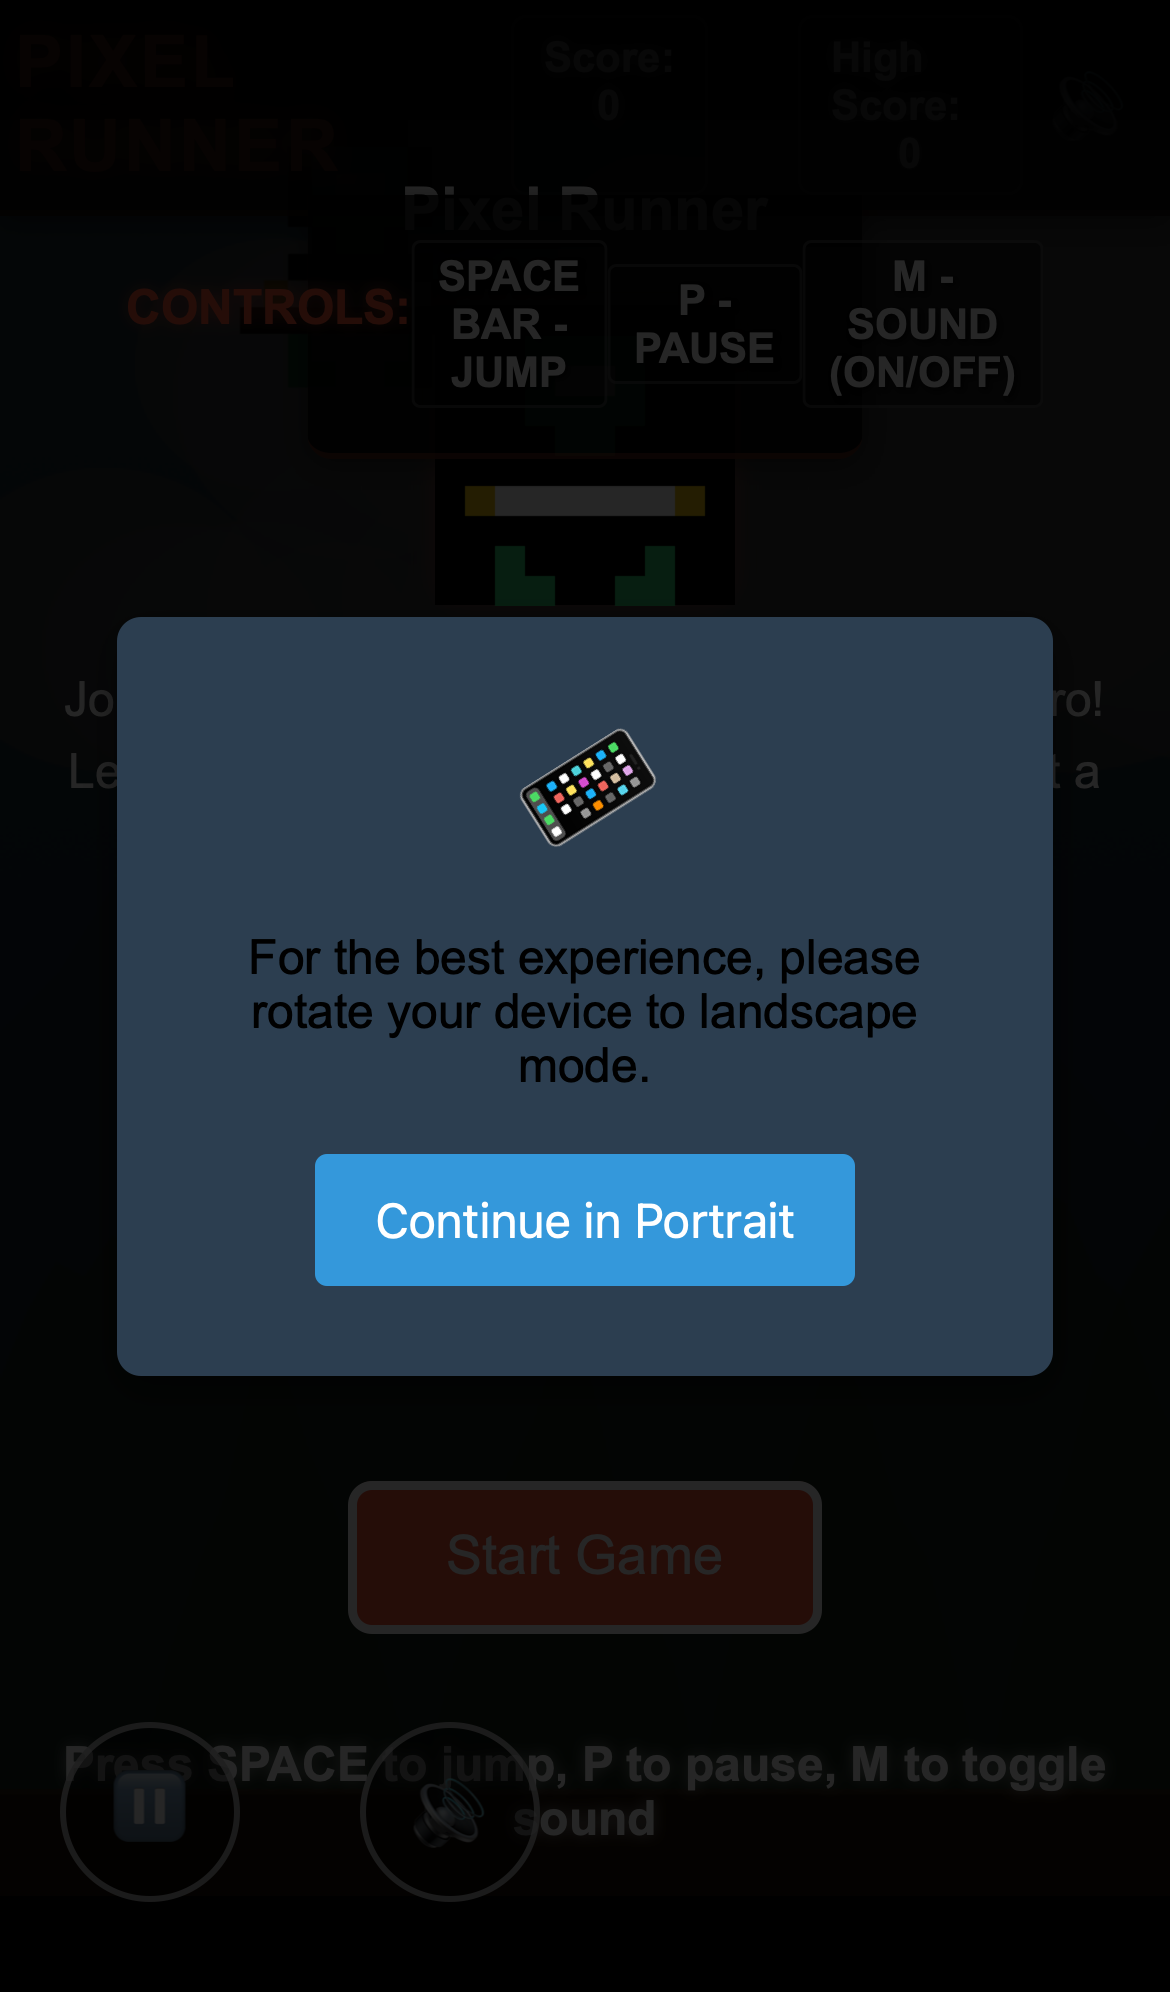 PIXEL
RUNNER
Score:
0
High
Score:
0
Pixel Runner
CONTROLS:
SPACE
BAR -
JUMP
P -
PAUSE
M -
SOUND
(ON/OFF)
Jo ro!
Le t a
For the best experience, please
rotate your device to landscape
mode.
Continue in Portrait
Start Game
Press SPACE to jump, P to pause, M to toggle
sound